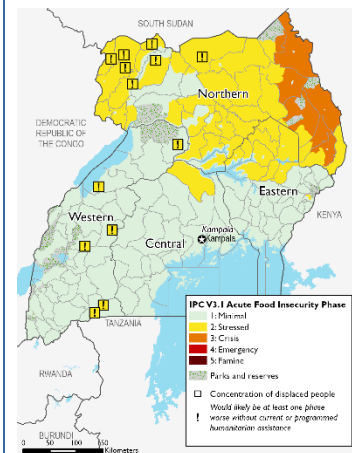 SOUTH SUDAN
Northern
DEMOCRATIC
REPUBLIC OF
THE CONGO
Eastern
KENYA
Western
Central
Kampala
Kampala
TANZANIA
RWANDA
BURUNDI
IPC V3.1 Acute Food Insecurity Phase
1: Minimal
2: Stressed
3: Crisis
4: Emergency
5: Famine
Parks and reserves
Concentration of displaced people
! Would likely be at least one phase
worse without current or programmed
humanitarian assistance
0 50 100 150
Kilometers